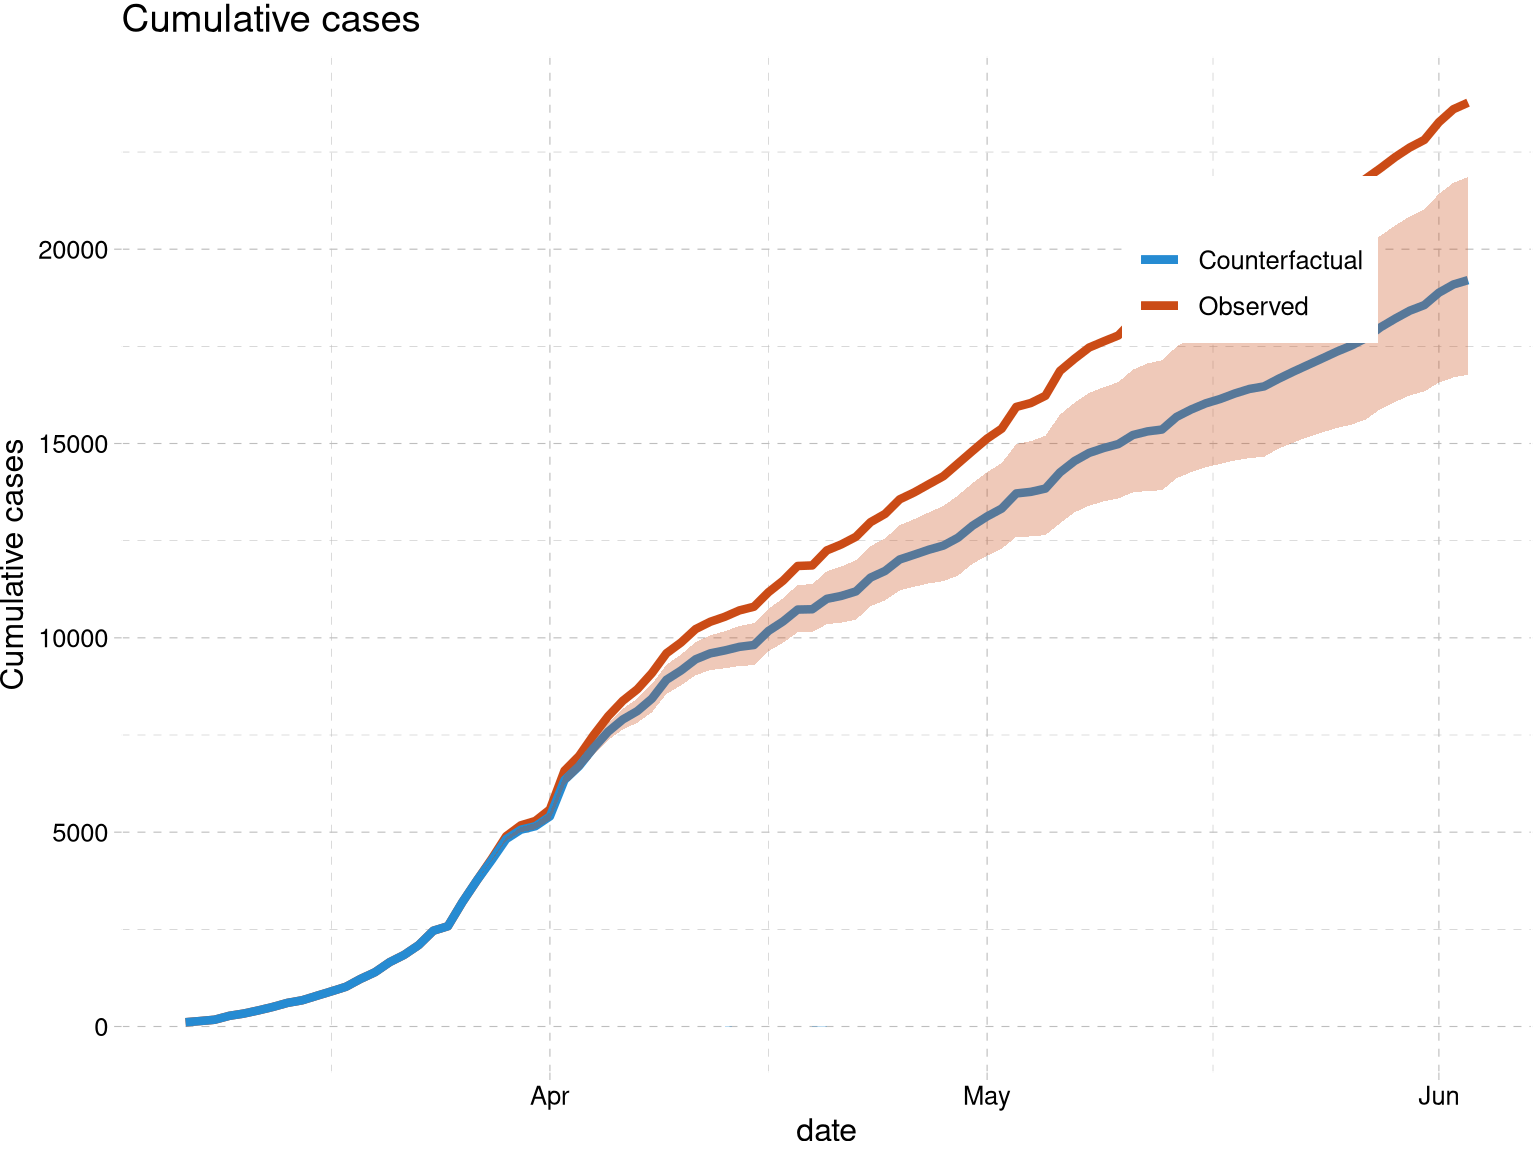 Cumulative cases
Cumulative cases
20000
15000
10000
5000
0
Counterfactual
Observed
Apr
May
Jun
date